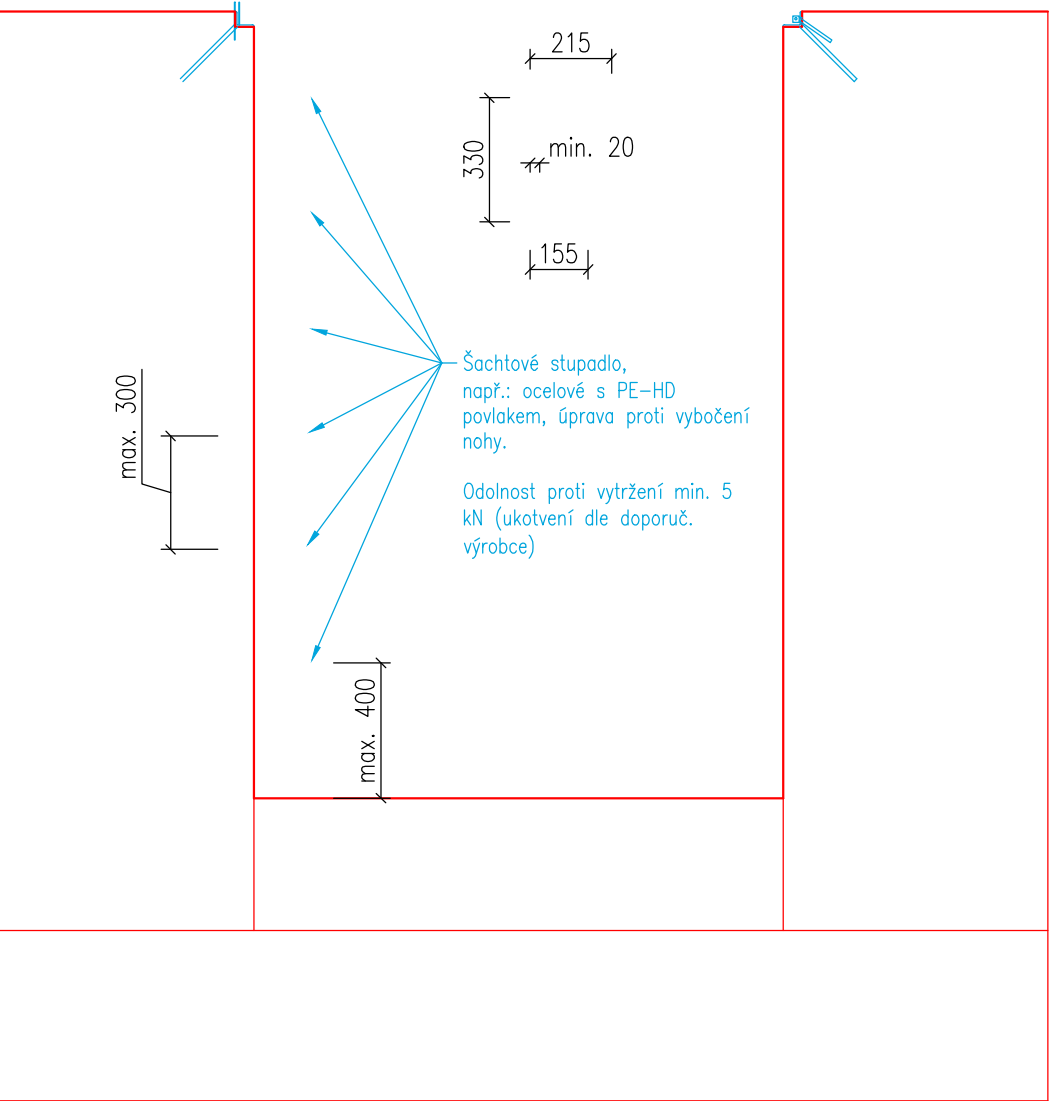 215
330
min. 20
155
Šachtové stupadlo,
např.: ocelové s PE-HD
povlakem, úprava proti vybočení
nohy.
max. 300
Odolnost proti vytržení min. 5
kN (ukotvení dle doporuč.
výrobce)
max. 400